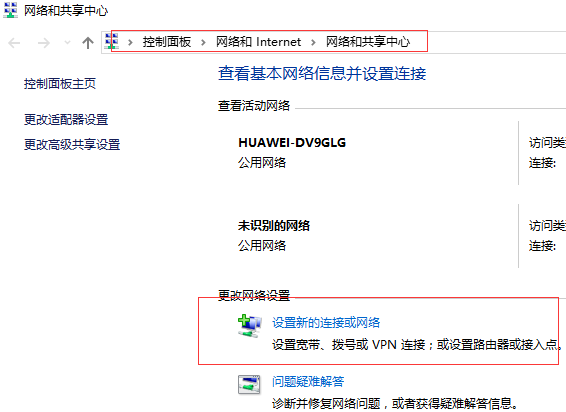 网络和共享中心
控制面板 > 网络和 Internet > 网络和共享中心
控制面板主页
更改适配器设置
更改高级共享设置
查看基本网络信息并设置连接
查看活动网络
HUAWEI-DV9GLG
公用网络
访问类
连接:
未识别的网络
公用网络
访问类
连接:
更改网络设置
设置新的连接或网络
设置宽带、拨号或 VPN 连接；或设置路由器或接入点。
问题疑难解答
诊断并修复网络问题，或者获得疑难解答信息。